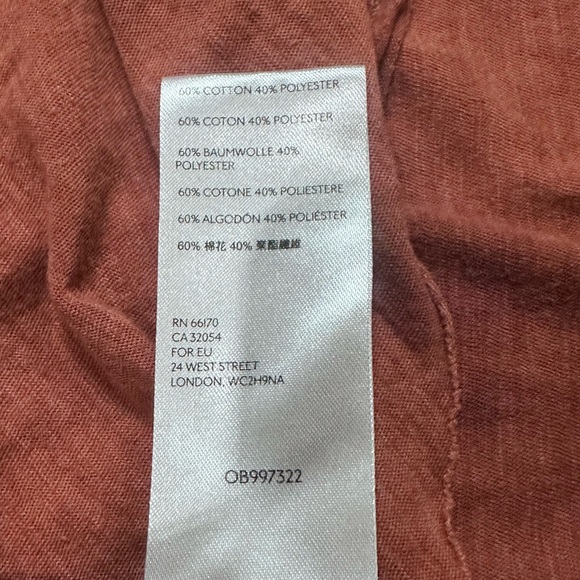 60% COTTON 40% POLYESTER
60% COTON 40% POLYESTER
60% BAUMWOLLE 40%
POLYESTER
60% COTONE 40% POLIESTERE
60% ALGODÓN 40% POLIÉSTER
60% 棉花 40% 聚酯纖維
RN 66170
CA 32054
FOR EU
24 WEST STREET
LONDON, WC2H9NA
OB997322